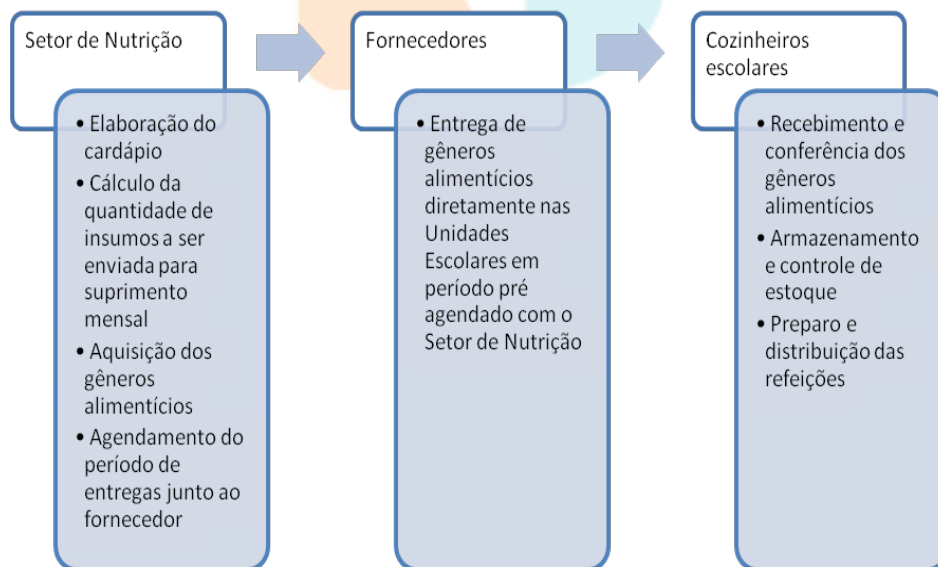 Setor de Nutrição
• Elaboração do
cardápio
• Cálculo da
quantidade de
insumos a ser
enviada para
suprimento
mensal
• Aquisição dos
gêneros
alimentícios
• Agendamento do
período de
entregas junto ao
fornecedor
Fornecedores
• Entrega de
gêneros
alimentícios
diretamente nas
Unidades
Escolares em
período pré
agendado com o
Setor de Nutrição
Cozinheiros
escolares
• Recebimento e
conferência dos
gêneros
alimentícios
• Armazenamento
e controle de
estoque
• Preparo e
distribuição das
refeições